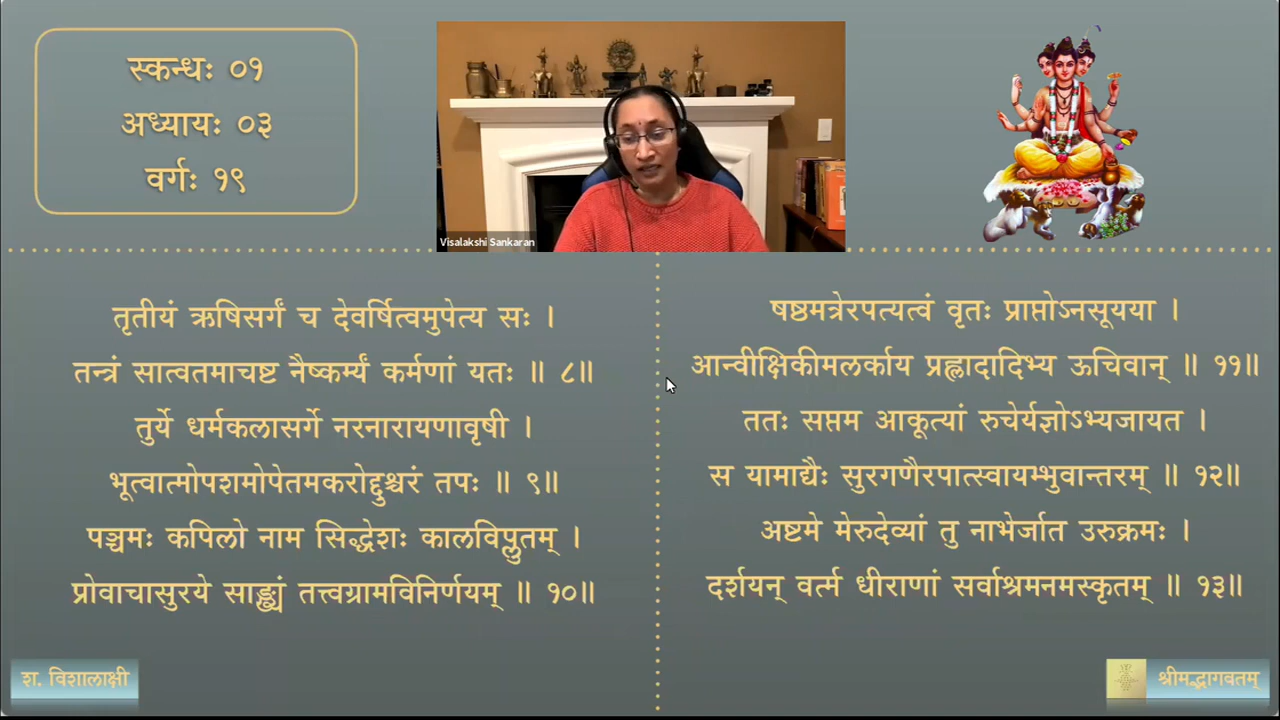 स्कन्धः ०१
अध्यायः ०३
वर्गः १९
Visalakshi Sankaran
तृतीयं ऋषिसर्गं च देवर्षित्वमुपेत्य सः ।
तन्त्रं सात्वतमाचष्ट नैष्कर्म्यं कर्मणां यतः ॥ ८॥
तुर्ये धर्मकलासर्गे नरनारायणावृषी ।
भूत्वात्मोपशमोपेतमकरोद्दुश्चरं तपः ॥ ९॥
पञ्चमः कपिलो नाम सिद्धेशः कालविप्लुतम् ।
प्रोवाचासुरये साङ्ख्यं तत्त्वग्रामविनिर्णयम् ॥ १०॥
षष्ठमत्रेरपत्यत्वं वृतः प्राप्तोऽनसूयया ।
आन्वीक्षिकीमलर्काय प्रह्लादादिभ्य ऊचिवान् ॥ ११॥
ततः सप्तम आकूत्यां रुचेर्यज्ञोऽभ्यजायत ।
स यामाद्यैः सुरगणैरपात्स्वायम्भुवान्तरम् ॥ १२॥
अष्टमे मेरुदेव्यां तु नाभेर्जात उरुक्रमः ।
दर्शयन् वर्त्म धीराणां सर्वाश्रमनमस्कृतम् ॥ १३॥
श. विशालाक्षी
श्रीमद्भागवतम्